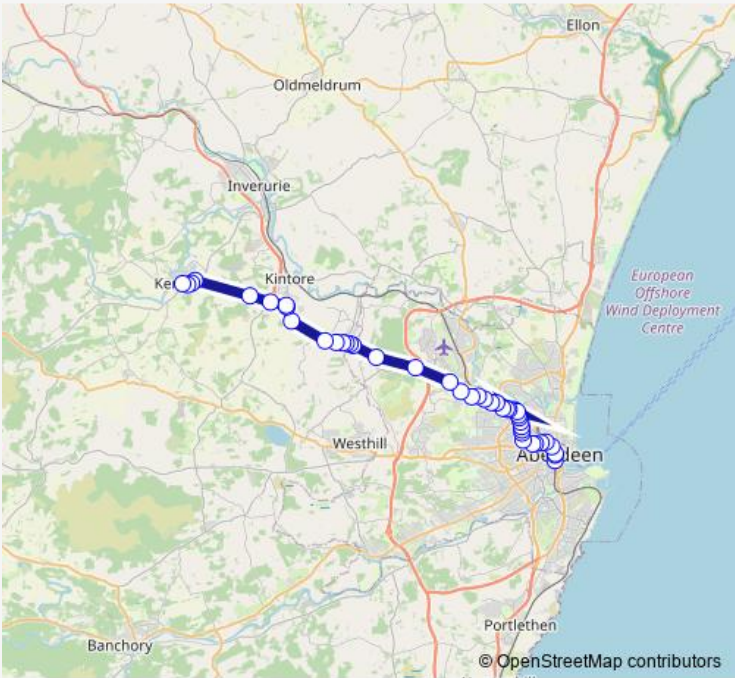 Ellon
Oldmeldrum
Inverurie
Kintore
European
Offshore
Wind Deployment
Centre
Westhill
Aberdeen
Portlethen
Banchory
© OpenStreetMap contributors